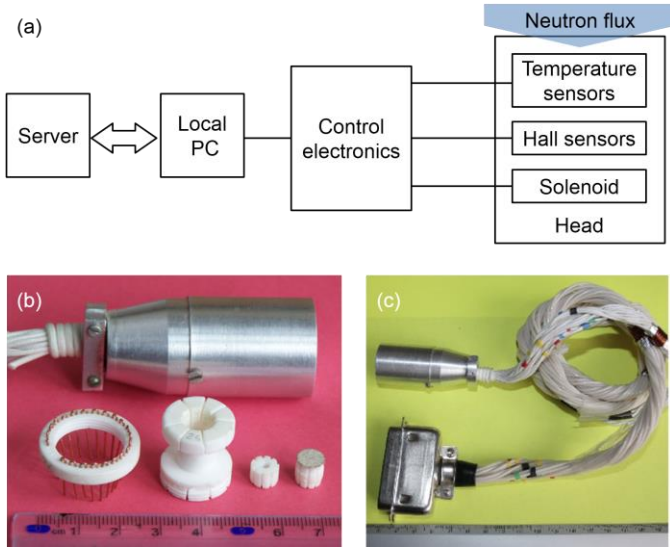 (a)
Neutron flux
Server
Local
PC
Control
electronics
Temperature
sensors
Hall sensors
Solenoid
Head
(b)
cm 1 2 3 4 5 6 7
(c)